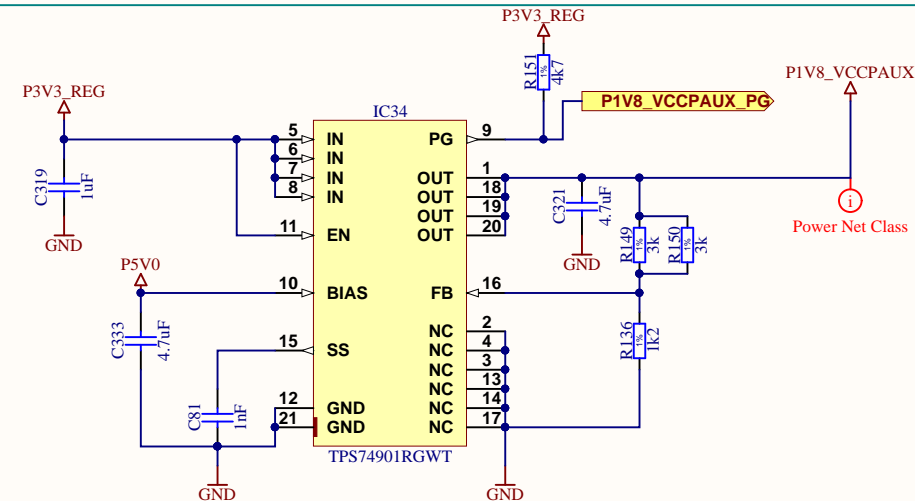 P3V3_REG
P3V3_REG
R151
1%
4k7
P1V8_VCCPAUX
P1V8_VCCPAUX_PG
IC34
5 IN
6 IN
7 IN
8 IN
11 EN
10 BIAS
15 SS
12 GND
21 GND
PG 9
OUT 1
OUT 18
OUT 19
OUT 20
FB 16
NC 2
NC 4
NC 3
NC 13
NC 14
NC 17
TPS74901RGWT
C319
1uF
GND
P5V0
C333
4.7uF
C81
1nF
GND
C321
4.7uF
GND
R149
1%
3k
R150
1%
3k
R136
1%
1k2
GND
i
Power Net Class